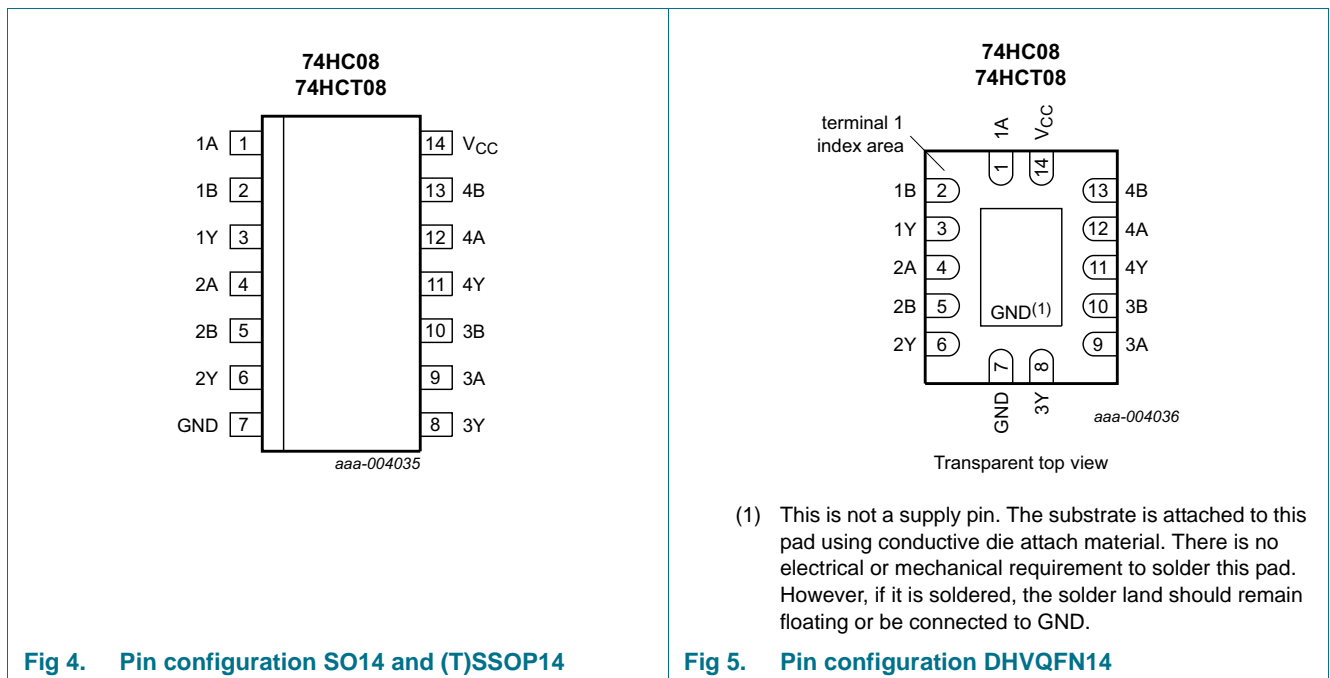 74HC08
74HCT08
1A 1 14 VCC
1B 2 13 4B
1Y 3 12 4A
2A 4 11 4Y
2B 5 10 3B
2Y 6 9 3A
GND 7 8 3Y
aaa-004035
Fig 4. Pin configuration SO14 and (T)SSOP14
74HC08
74HCT08
terminal 1
index area
1A VCC
1 14
1B 2 13 4B
1Y 3 12 4A
2A 4 11 4Y
2B 5 GND(1) 10 3B
2Y 6 9 3A
7 8
GND 3Y
aaa-004036
Transparent top view
(1) This is not a supply pin. The substrate is attached to this
pad using conductive die attach material. There is no
electrical or mechanical requirement to solder this pad.
However, if it is soldered, the solder land should remain
floating or be connected to GND.
Fig 5. Pin configuration DHVQFN14